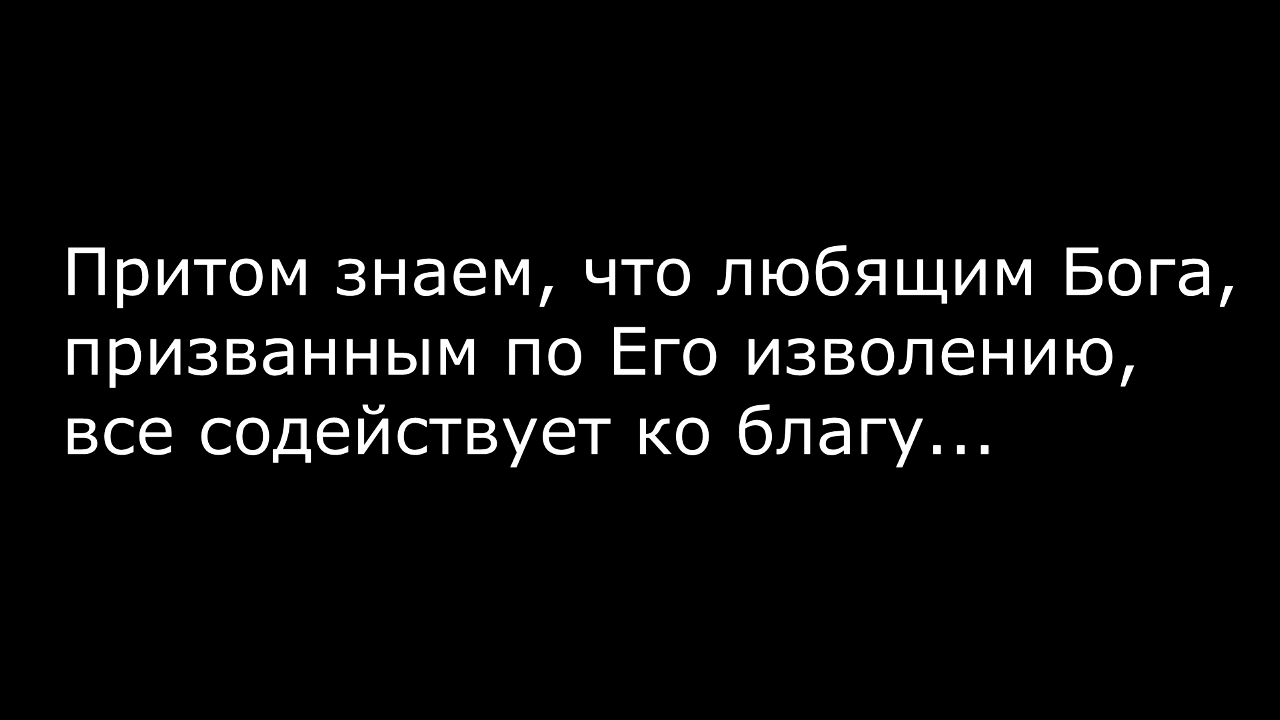 Притом знаем, что любящим Бога,
призванным по Его изволению,
все содействует ко благу...